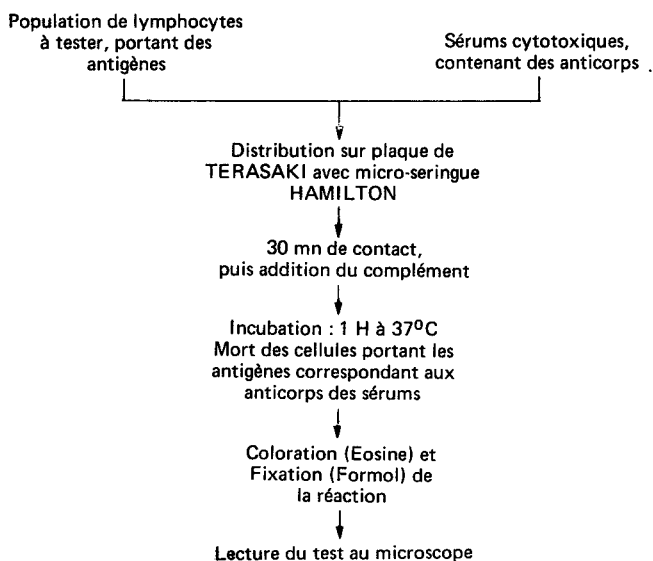 Population de lymphocytes
à tester, portant des
antigènes
Sérums cytotoxiques,
contenant des anticorps .
Distribution sur plaque de
TERASAKI avec micro-seringue
HAMILTON
30 mn de contact,
puis addition du complément
Incubation : 1 H à 37ºC
Mort des cellules portant les
antigènes correspondant aux
anticorps des sérums
Coloration (Eosine) et
Fixation (Formol) de
la réaction
Lecture du test au microscope